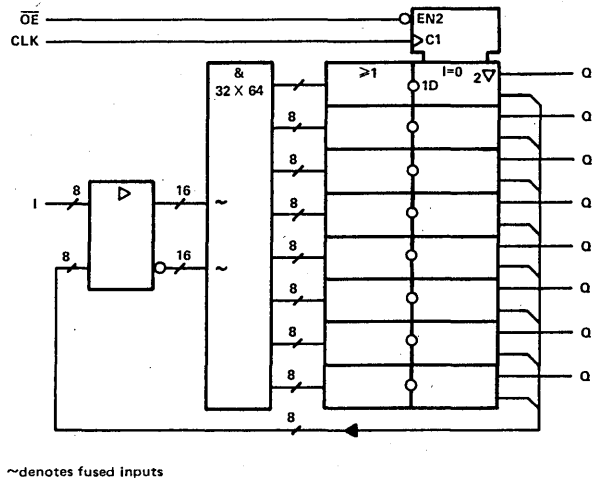 OE EN2
CLK C1
& ≥1 I=0 2▽ Q
32 X 64 1D
8 Q
8 Q
8 16 8 Q
I ▷ ~
8 16 8 Q
~
8 Q
8 Q
8 Q
8
~denotes fused inputs